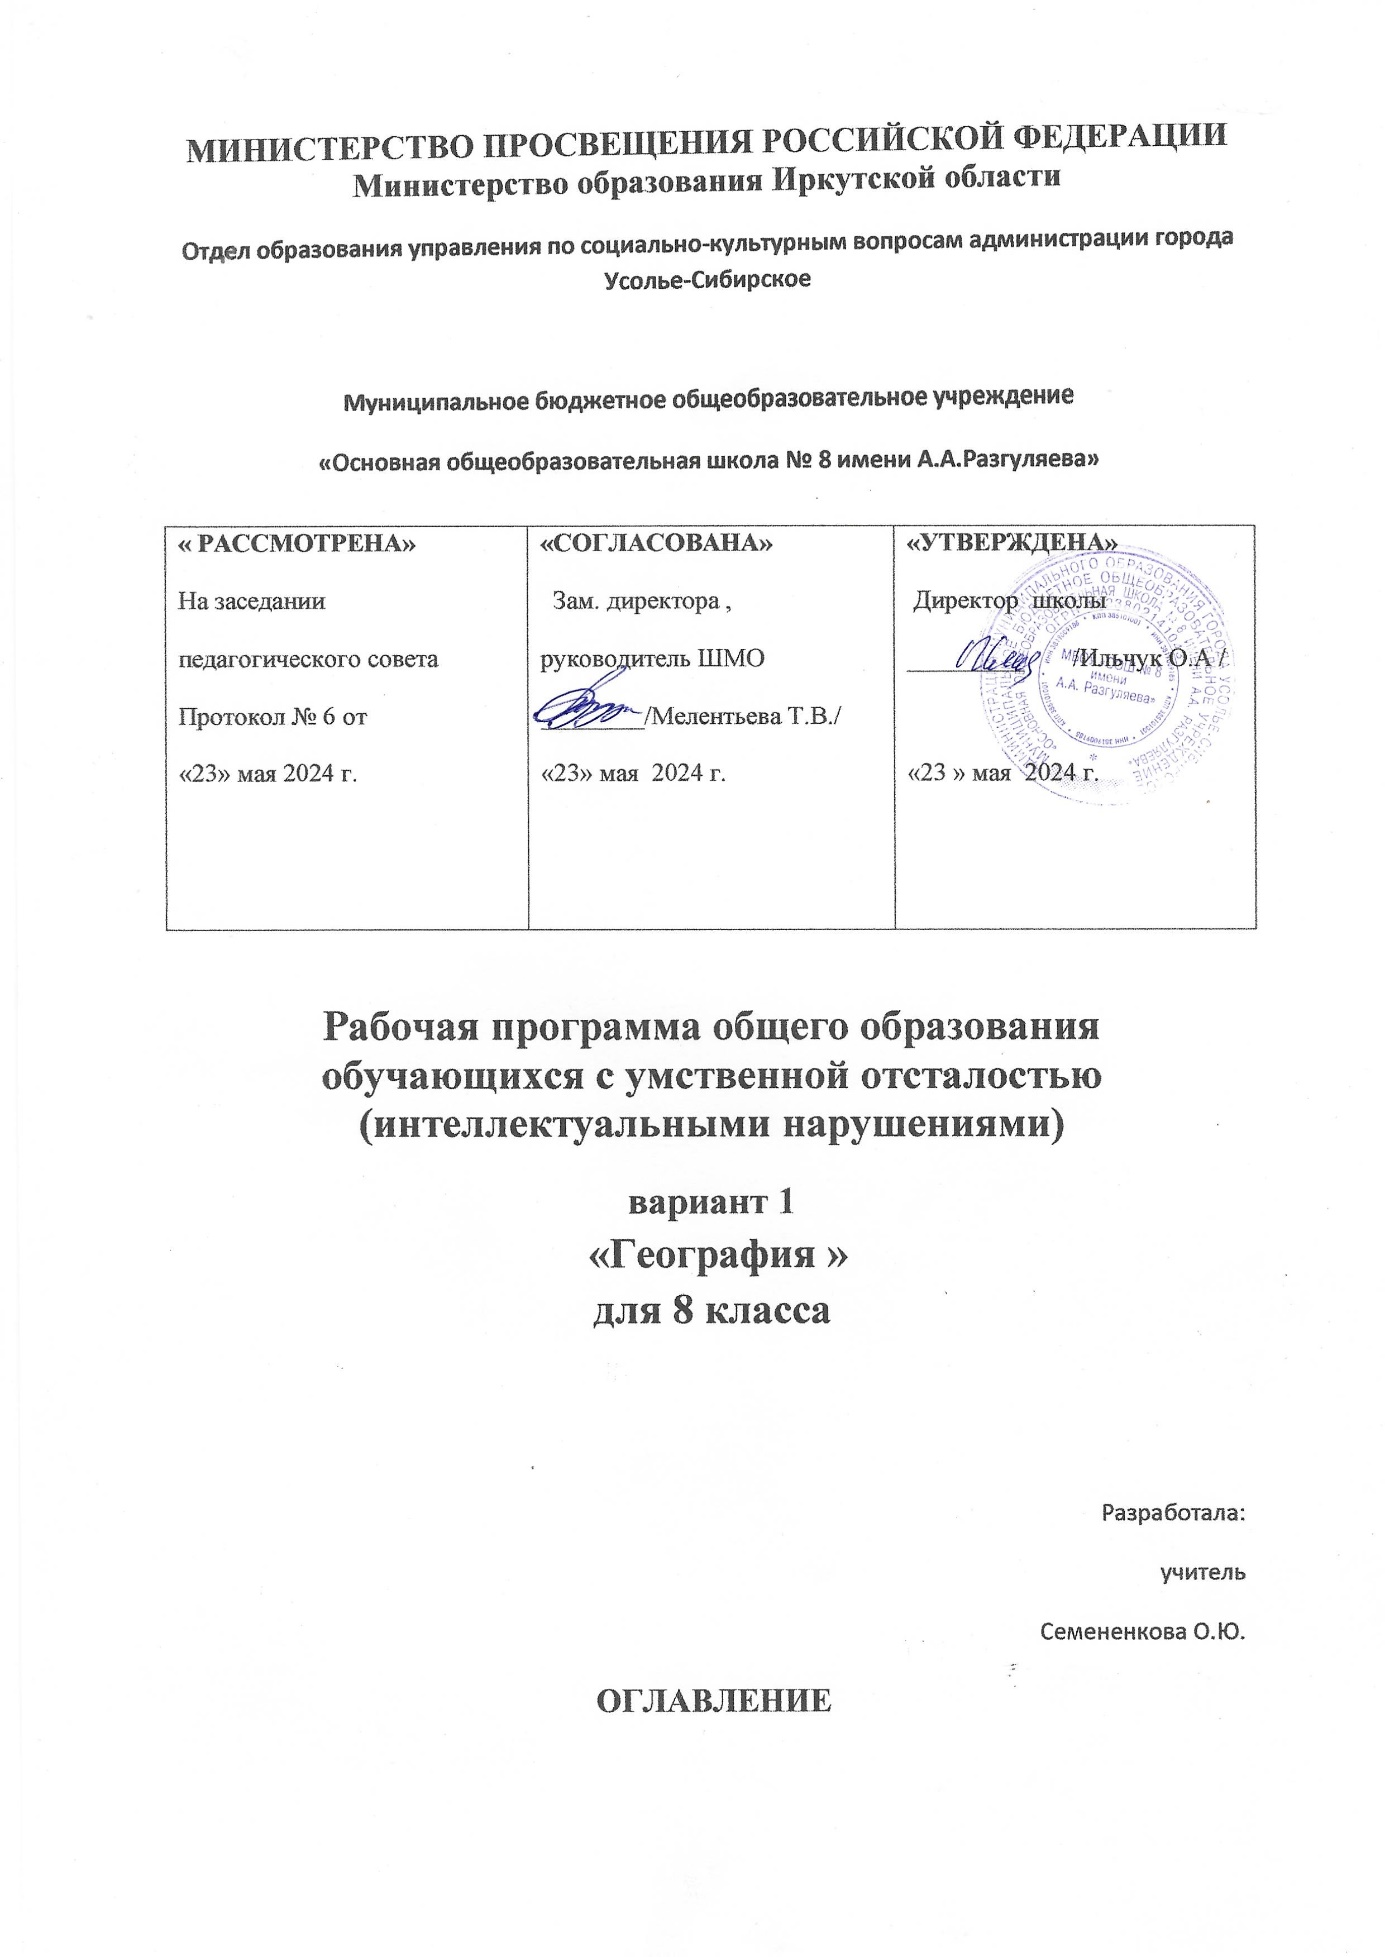 МИНИСТЕРСТВО ПРОСВЕЩЕНИЯ РОССИЙСКОЙ ФЕДЕРАЦИИ
Министерство образования Иркутской области
Отдел образования управления по социально-культурным вопросам администрации города
Усолье-Сибирское
Муниципальное бюджетное общеобразовательное учреждение
«Основная общеобразовательная школа № 8 имени А.А.Разгуляева»
« РАССМОТРЕНА»
На заседании
педагогического совета
Протокол № 6 от
«23» мая 2024 г.
«СОГЛАСОВАНА»
Зам. директора ,
руководитель ШМО
________/Мелентьева Т.В./
«23» мая 2024 г.
«УТВЕРЖДЕНА»
Директор школы
/Ильчук О.А /
«23 » мая 2024 г.
имени
А.А. Разгуляева»
Рабочая программа общего образования
обучающихся с умственной отсталостью
(интеллектуальными нарушениями)
вариант 1
«География »
для 8 класса
Разработала:
учитель
Семененкова О.Ю.
ОГЛАВЛЕНИЕ